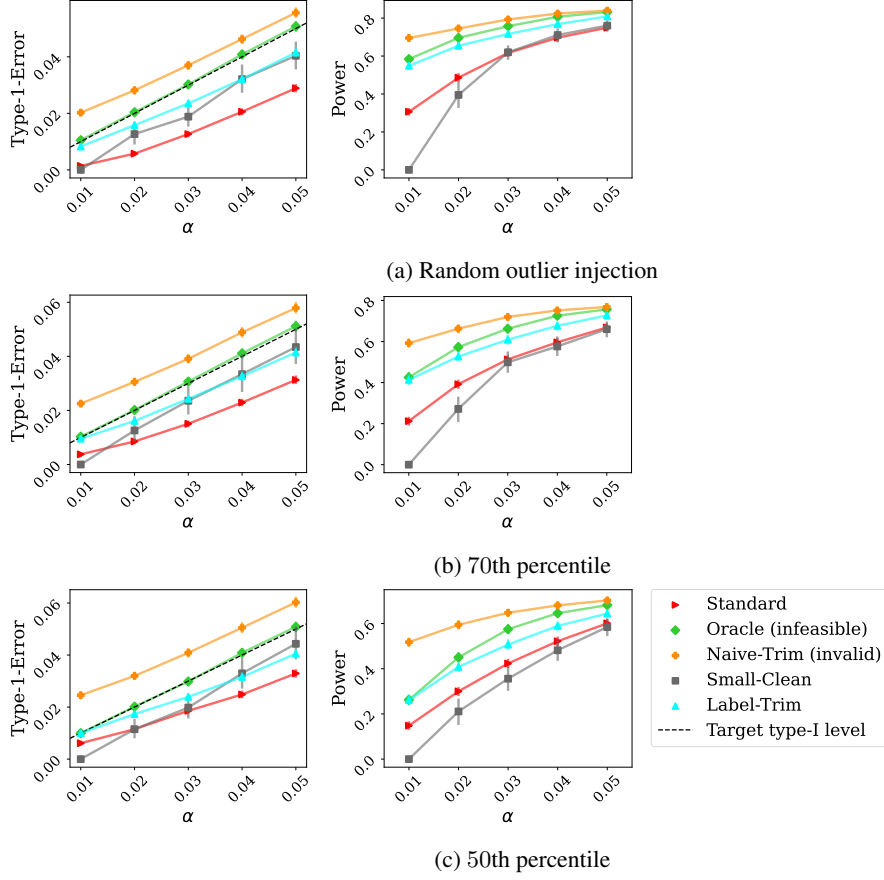 Type-1-Error
0.04
0.02
0.00
0.01
0.02
0.03
0.04
0.05
α
Power
0.8
0.6
0.4
0.2
0.0
0.01
0.02
0.03
0.04
0.05
α
(a) Random outlier injection
Type-1-Error
0.06
0.04
0.02
0.00
0.01
0.02
0.03
0.04
0.05
α
Power
0.8
0.6
0.4
0.2
0.0
0.01
0.02
0.03
0.04
0.05
α
(b) 70th percentile
Type-1-Error
0.06
0.04
0.02
0.00
0.01
0.02
0.03
0.04
0.05
α
Power
0.6
0.4
0.2
0.0
0.01
0.02
0.03
0.04
0.05
α
Standard
Oracle (infeasible)
Naive-Trim (invalid)
Small-Clean
Label-Trim
Target type-I level
(c) 50th percentile